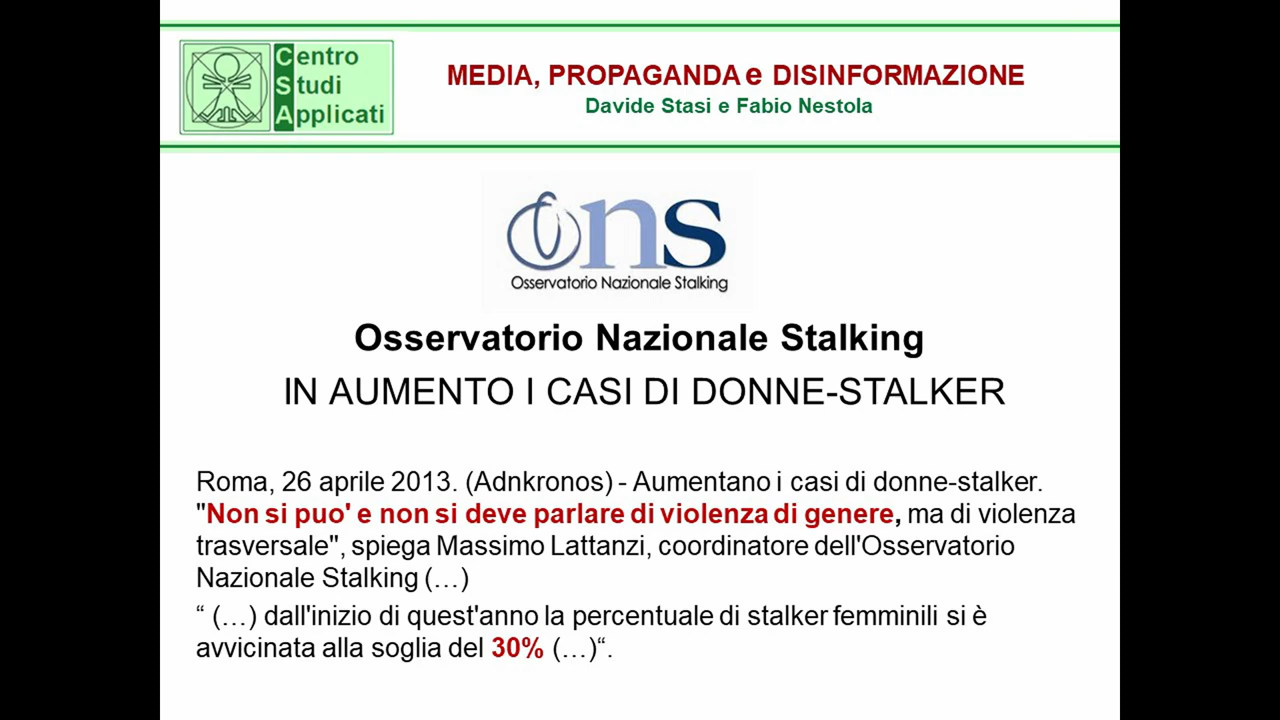 Centro
Studi
Applicati
MEDIA, PROPAGANDA e DISINFORMAZIONE
Davide Stasi e Fabio Nestola
ons
Osservatorio Nazionale Stalking
Osservatorio Nazionale Stalking
IN AUMENTO I CASI DI DONNE-STALKER
Roma, 26 aprile 2013. (Adnkronos) - Aumentano i casi di donne-stalker.
"Non si puo' e non si deve parlare di violenza di genere, ma di violenza
trasversale", spiega Massimo Lattanzi, coordinatore dell'Osservatorio
Nazionale Stalking (…)
“ (…) dall'inizio di quest'anno la percentuale di stalker femminili si è
avvicinata alla soglia del 30% (…)“.